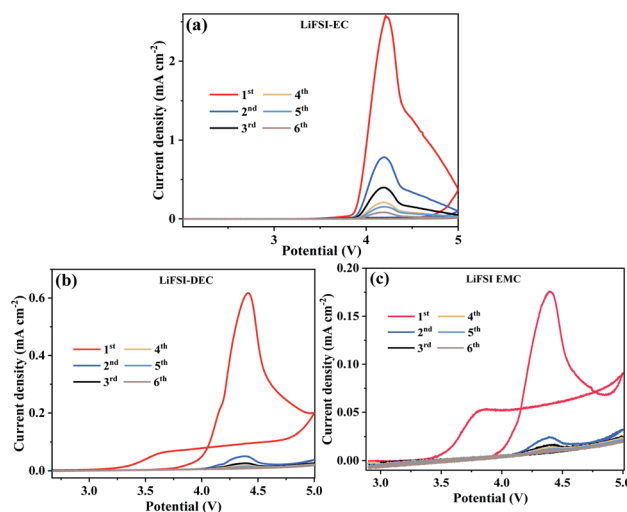 (a)
LiFSI-EC
Current density (mA cm⁻²)
2
1
0
1ˢᵗ 4ᵗʰ
2ⁿᵈ 5ᵗʰ
3ʳᵈ 6ᵗʰ
3 4 5
Potential (V)
(b)
LiFSI-DEC
Current density (mA cm⁻²)
0.6
0.4
0.2
0.0
1ˢᵗ 4ᵗʰ
2ⁿᵈ 5ᵗʰ
3ʳᵈ 6ᵗʰ
3.0 3.5 4.0 4.5 5.0
Potential (V)
(c)
LiFSI EMC
Current density (mA cm⁻²)
0.20
0.15
0.10
0.05
0.00
1ˢᵗ 4ᵗʰ
2ⁿᵈ 5ᵗʰ
3ʳᵈ 6ᵗʰ
3.0 3.5 4.0 4.5 5.0
Potential (V)